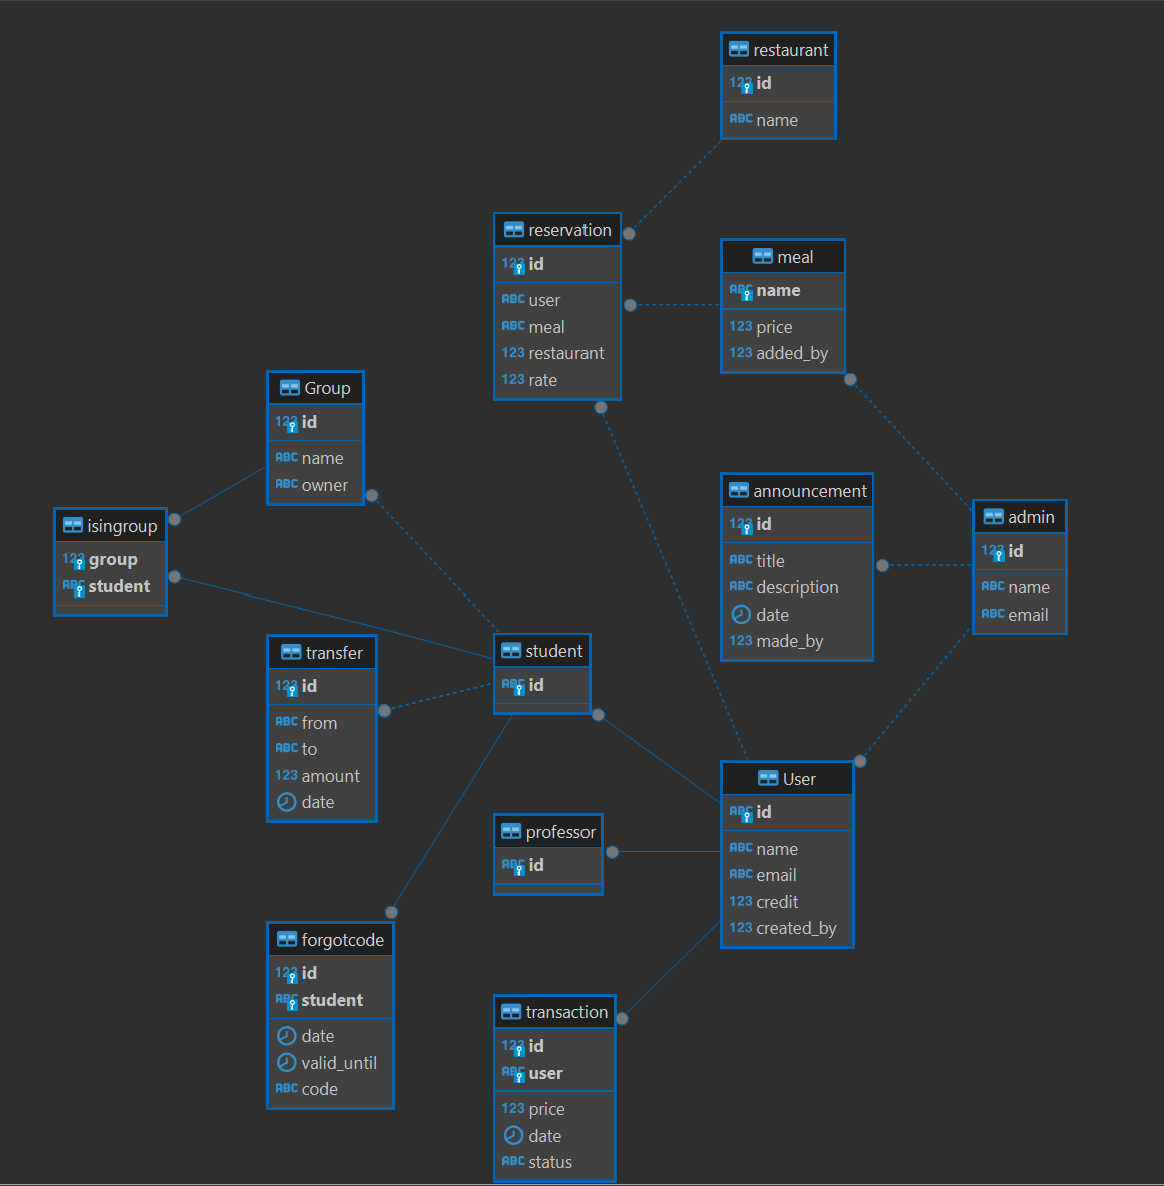 restaurant
123 id
ABC name
reservation
123 id
ABC user
ABC meal
123 restaurant
123 rate
meal
ABC name
123 price
123 added_by
Group
123 id
ABC name
ABC owner
isingroup
123 group
ABC student
announcement
123 id
ABC title
ABC description
date
123 made_by
admin
123 id
ABC name
ABC email
transfer
123 id
ABC from
ABC to
123 amount
date
student
ABC id
User
ABC id
ABC name
ABC email
123 credit
123 created_by
professor
ABC id
forgotcode
123 id
ABC student
date
valid_until
ABC code
transaction
123 id
ABC user
123 price
date
ABC status